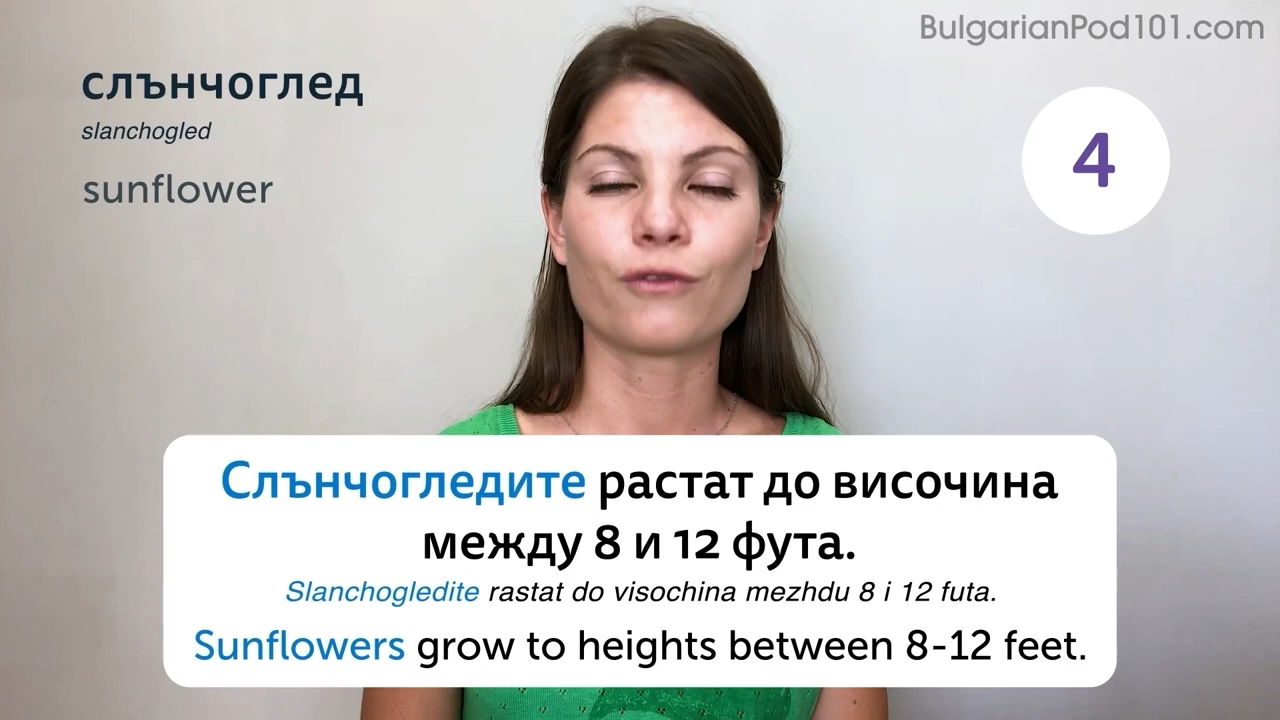 BulgarianPod101.com
слънчоглед
slanchogled
sunflower
4
Слънчогледите растат до височина
между 8 и 12 фута.
Slanchogledite rastat do visochina mezhdu 8 i 12 futa.
Sunflowers grow to heights between 8-12 feet.